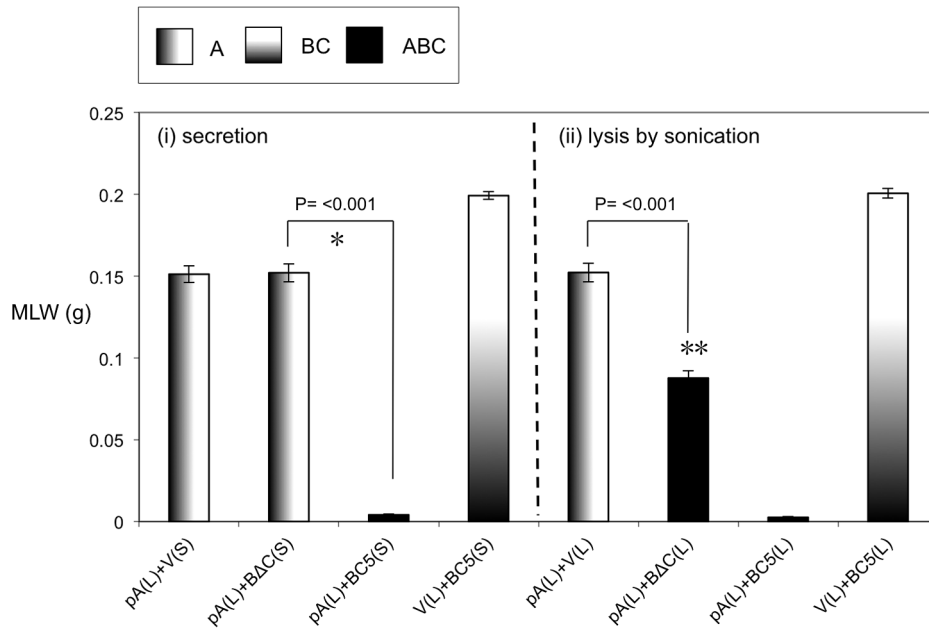 A BC ABC
0.25
(i) secretion (ii) lysis by sonication
0.2
P= <0.001 P= <0.001
*
0.15
MLW (g)
0.1
**
0.05
0
pA(L)+V(S)
pA(L)+BΔC(S)
pA(L)+BC5(S)
V(L)+BC5(S)
pA(L)+V(L)
pA(L)+BΔC(L)
pA(L)+BC5(L)
V(L)+BC5(L)